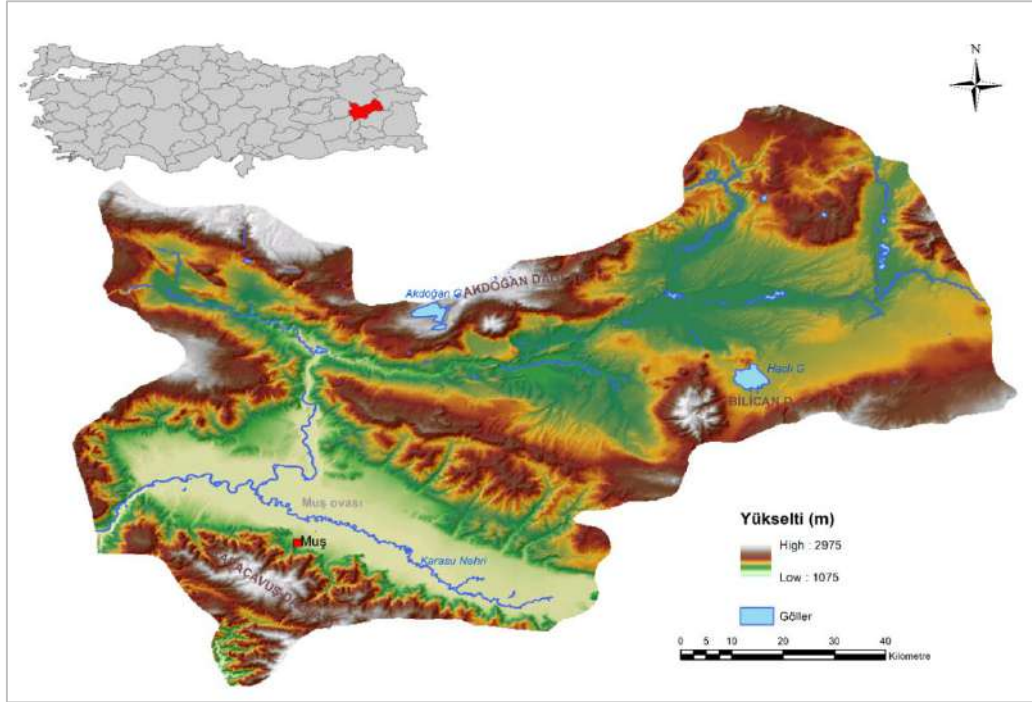 N
Akdoğan G.
AKDOĞAN DAĞI
Haçlı G
BİLİCAN D
Muş ovası
Muş
Karasu Nehri
KARAÇAVUŞ D
Yükselti (m)
High : 2975
Low : 1075
Göller
0 5 10 20 30 40
Kilometre